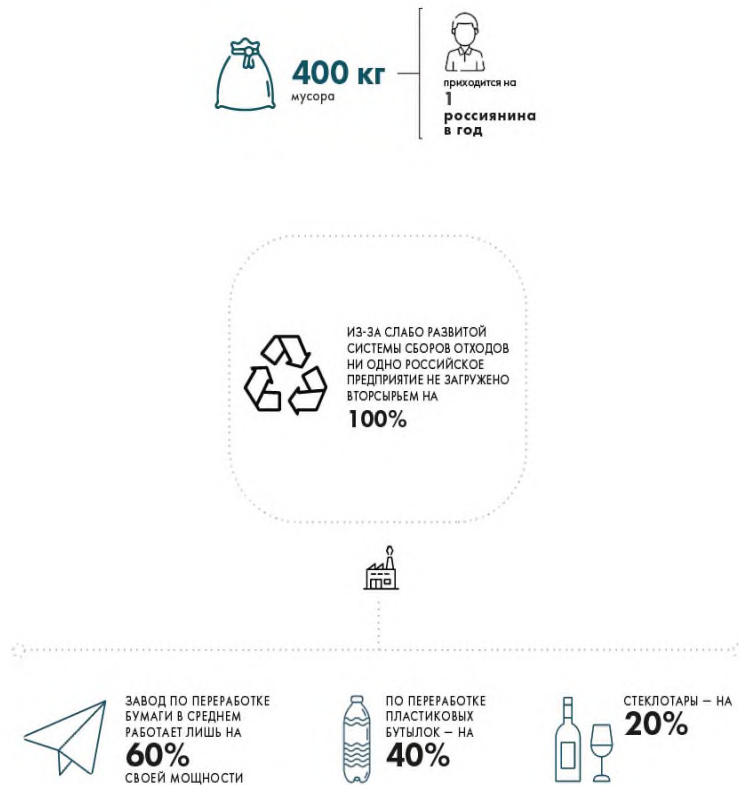 400 кг
мусора
приходится на
1
россиянина
в год
ИЗ-ЗА СЛАБО РАЗВИТОЙ
СИСТЕМЫ СБОРОВ ОТХОДОВ
НИ ОДНО РОССИЙСКОЕ
ПРЕДПРИЯТИЕ НЕ ЗАГРУЖЕНО
ВТОРСЫРЬЕМ НА
100%
ЗАВОД ПО ПЕРЕРАБОТКЕ
БУМАГИ В СРЕДНЕМ
РАБОТАЕТ ЛИШЬ НА
60%
СВОЕЙ МОЩНОСТИ
ПО ПЕРЕРАБОТКЕ
ПЛАСТИКОВЫХ
БУТЫЛОК — НА
40%
СТЕКЛОТАРЫ — НА
20%